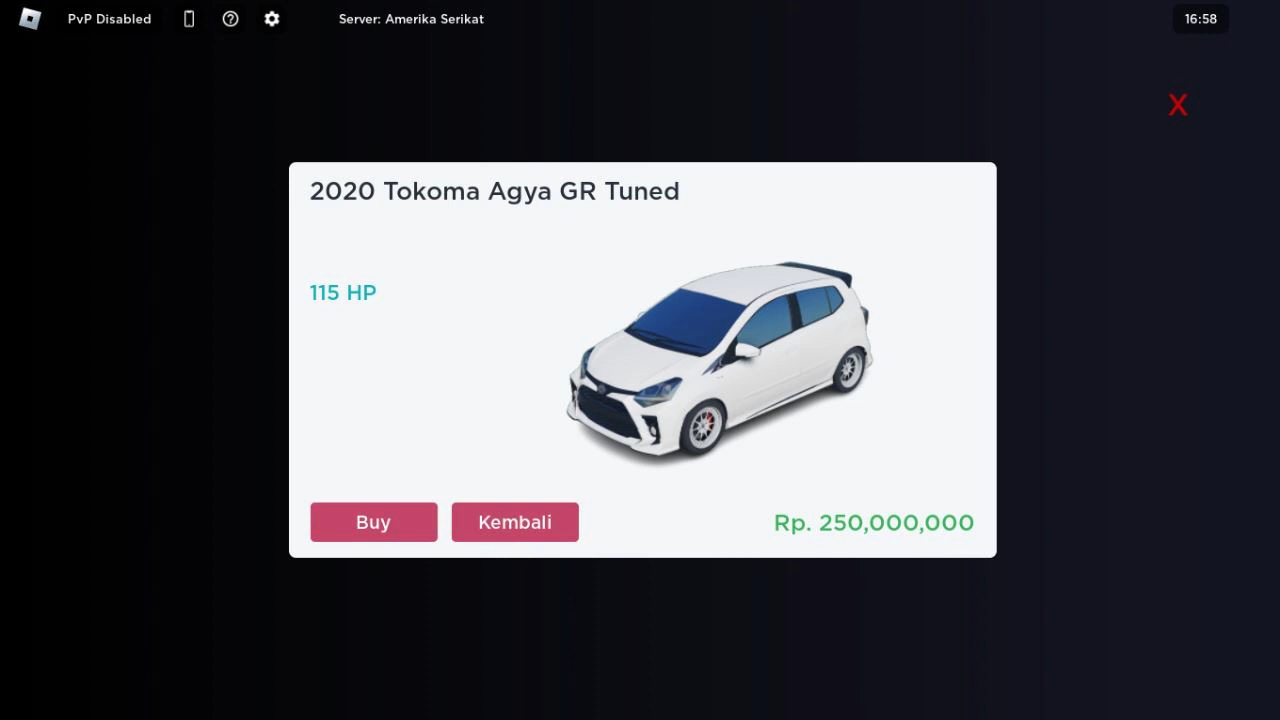 PvP Disabled
Server: Amerika Serikat
16:58
X
2020 Tokoma Agya GR Tuned
115 HP
Buy
Kembali
Rp. 250,000,000